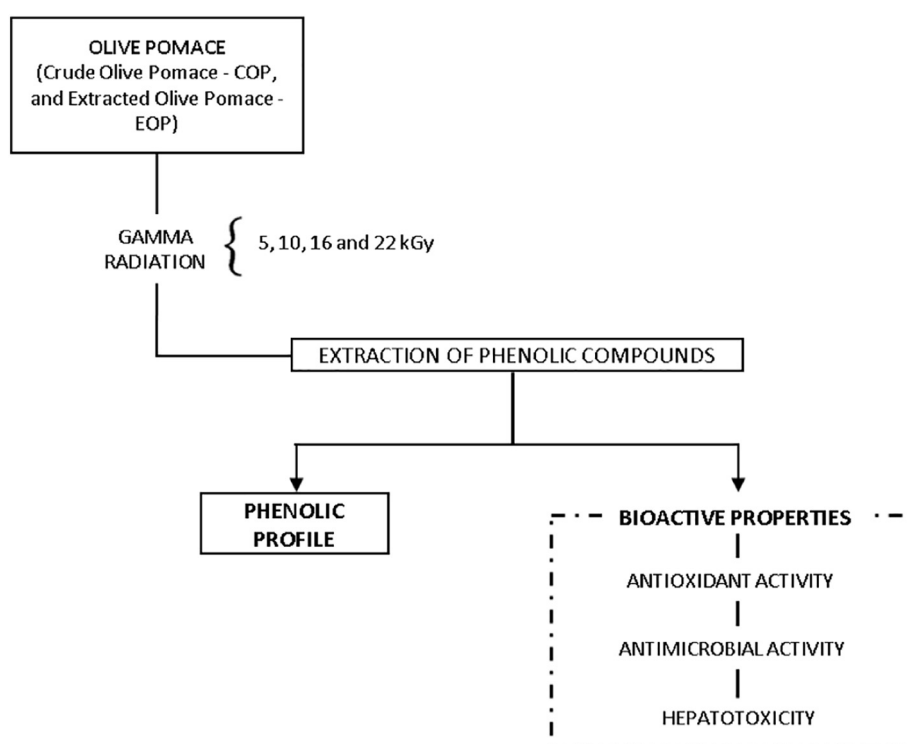 OLIVE POMACE
(Crude Olive Pomace - COP,
and Extracted Olive Pomace -
EOP)
GAMMA
RADIATION
5, 10, 16 and 22 kGy
EXTRACTION OF PHENOLIC COMPOUNDS
PHENOLIC
PROFILE
BIOACTIVE PROPERTIES
ANTIOXIDANT ACTIVITY
ANTIMICROBIAL ACTIVITY
HEPATOTOXICITY